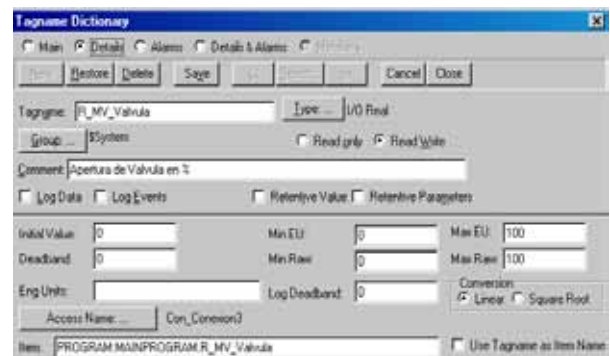 Tagname Dictionary
Main Details Alarms Details & Alarms
Restore Delete Save Cancel Close
Tagname: R_MV_Valvula Type: ... I/O Real
Group: ... $System Read only Read Write
Comment: Apertura de Valvula en %
Log Data Log Events Retentive Value Retentive Parameters
Initial Value: 0 Min EU: 0 Max EU: 100
Deadband: 0 Min Raw: 0 Max Raw: 100
Eng Units: Log Deadband: 0 Conversion
Linear Square Root
Access Name: ... Con_Conexion3
Item: PROGRAM:MAINPROGRAM.R_MV_Valvula Use Tagname as Item Name